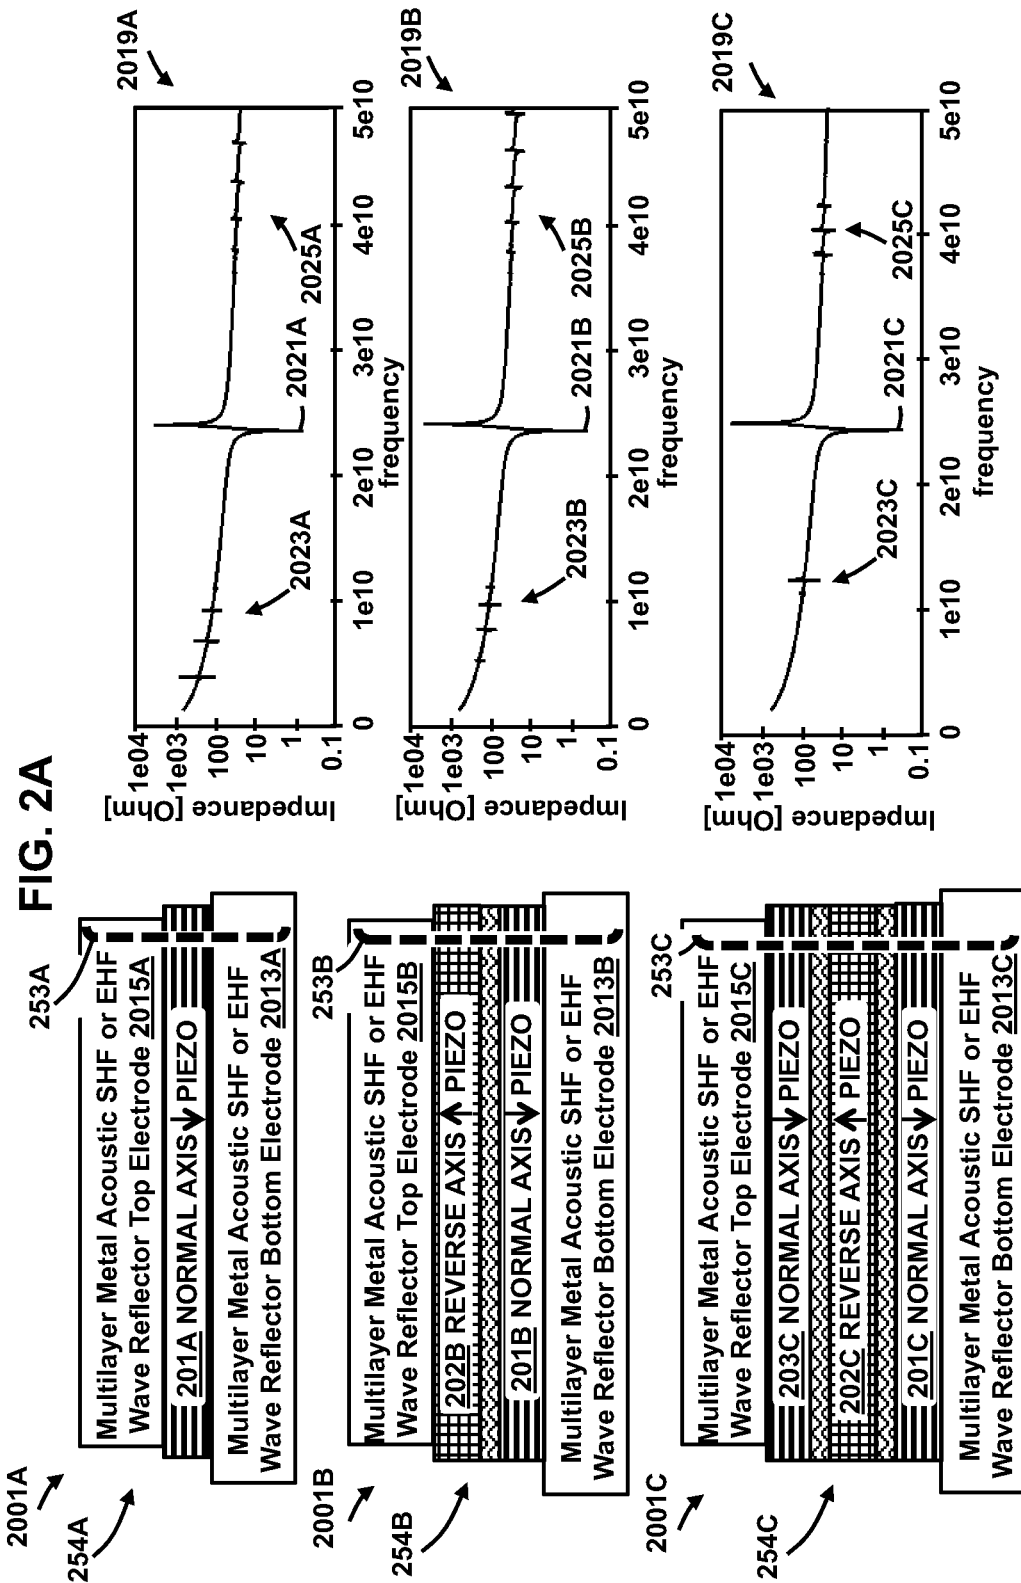 FIG. 2A
2001A
254A
253A
Multilayer Metal Acoustic SHF or EHF
Wave Reflector Top Electrode 2015A
201A NORMAL AXIS PIEZO
Multilayer Metal Acoustic SHF or EHF
Wave Reflector Bottom Electrode 2013A
2019A
1e04
1e03
100
10
1
0.1
Impedance [Ohm]
0
1e10
2e10
3e10
4e10
5e10
frequency
2023A
2021A
2025A
2001B
254B
253B
Multilayer Metal Acoustic SHF or EHF
Wave Reflector Top Electrode 2015B
202B REVERSE AXIS PIEZO
201B NORMAL AXIS PIEZO
Multilayer Metal Acoustic SHF or EHF
Wave Reflector Bottom Electrode 2013B
2019B
1e04
1e03
100
10
1
0.1
Impedance [Ohm]
0
1e10
2e10
3e10
4e10
5e10
frequency
2023B
2021B
2025B
2001C
254C
253C
Multilayer Metal Acoustic SHF or EHF
Wave Reflector Top Electrode 2015C
203C NORMAL AXIS PIEZO
202C REVERSE AXIS PIEZO
201C NORMAL AXIS PIEZO
Multilayer Metal Acoustic SHF or EHF
Wave Reflector Bottom Electrode 2013C
2019C
1e04
1e03
100
10
1
0.1
Impedance [Ohm]
0
1e10
2e10
3e10
4e10
5e10
frequency
2023C
2021C
2025C